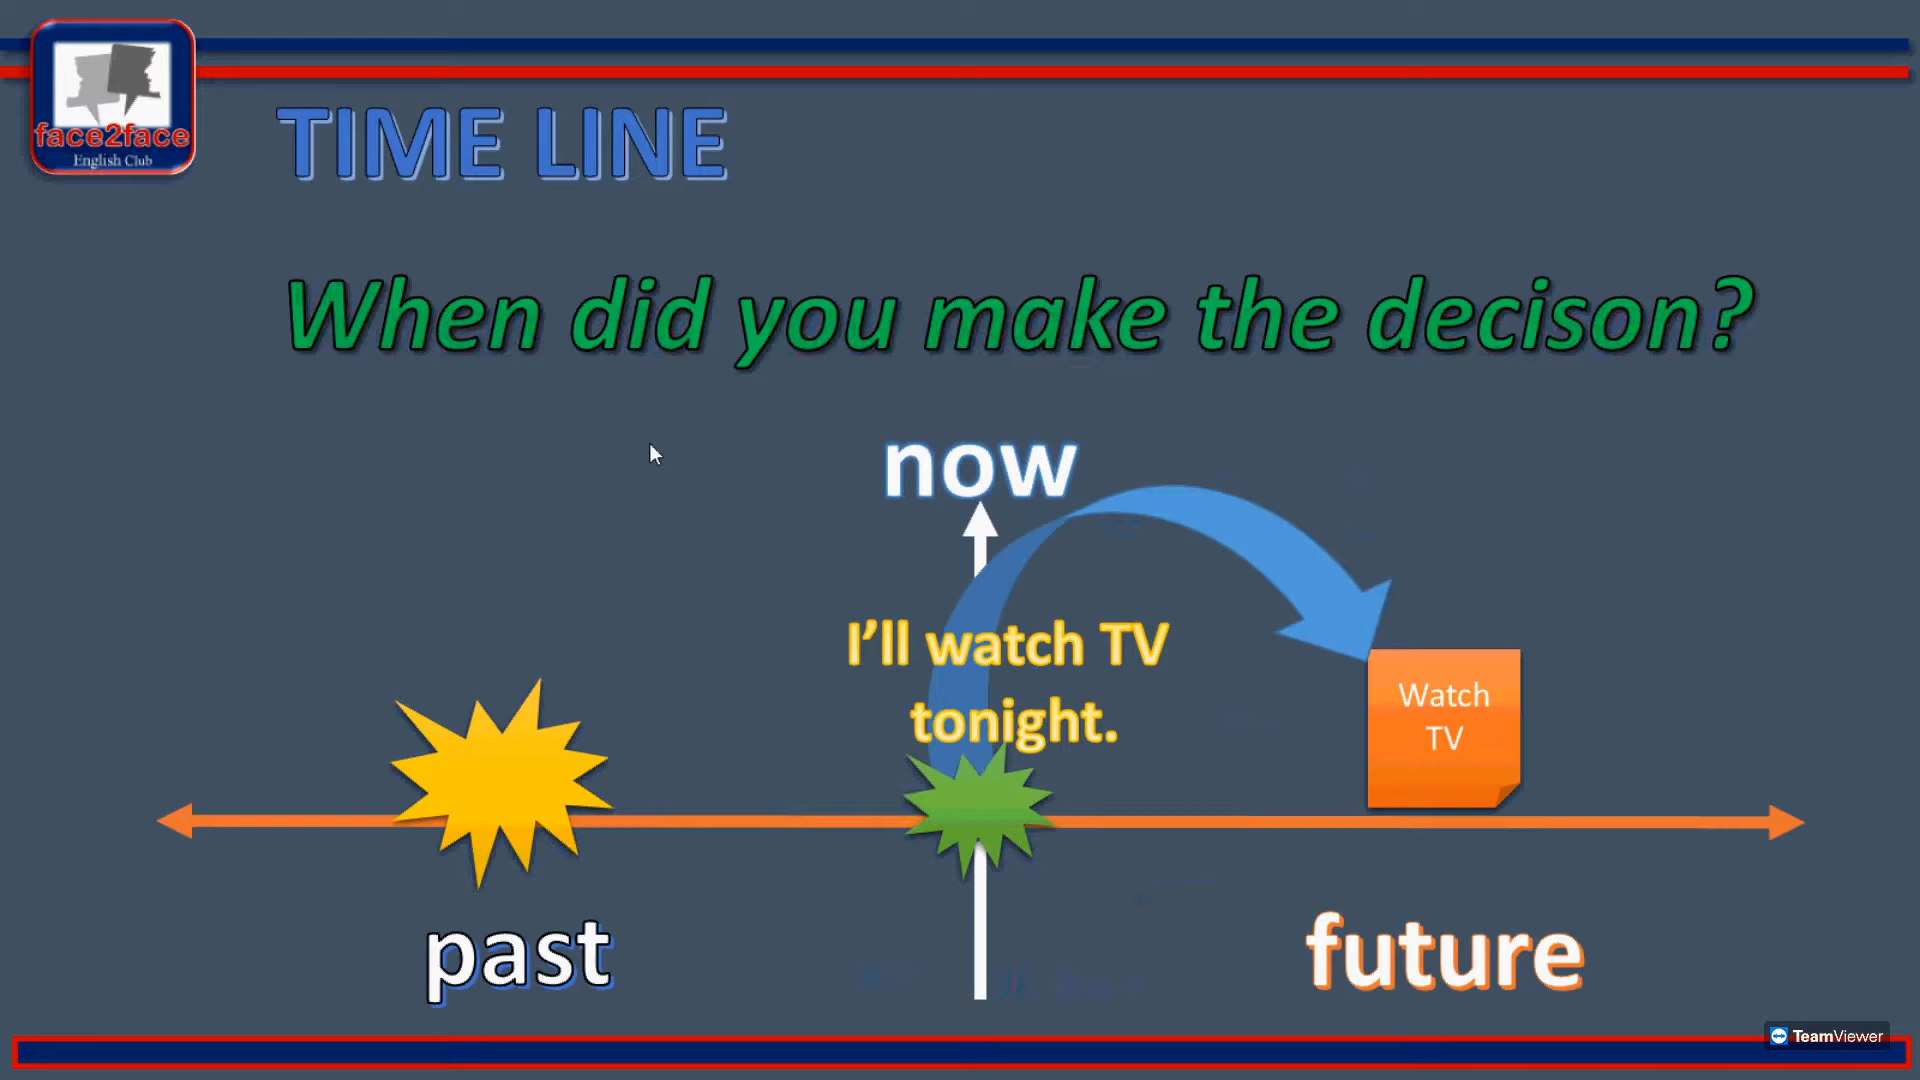 face2face
English Club
TIME LINE
When did you make the decison?
now
I'll watch TV
tonight.
Watch
TV
past
future
TeamViewer